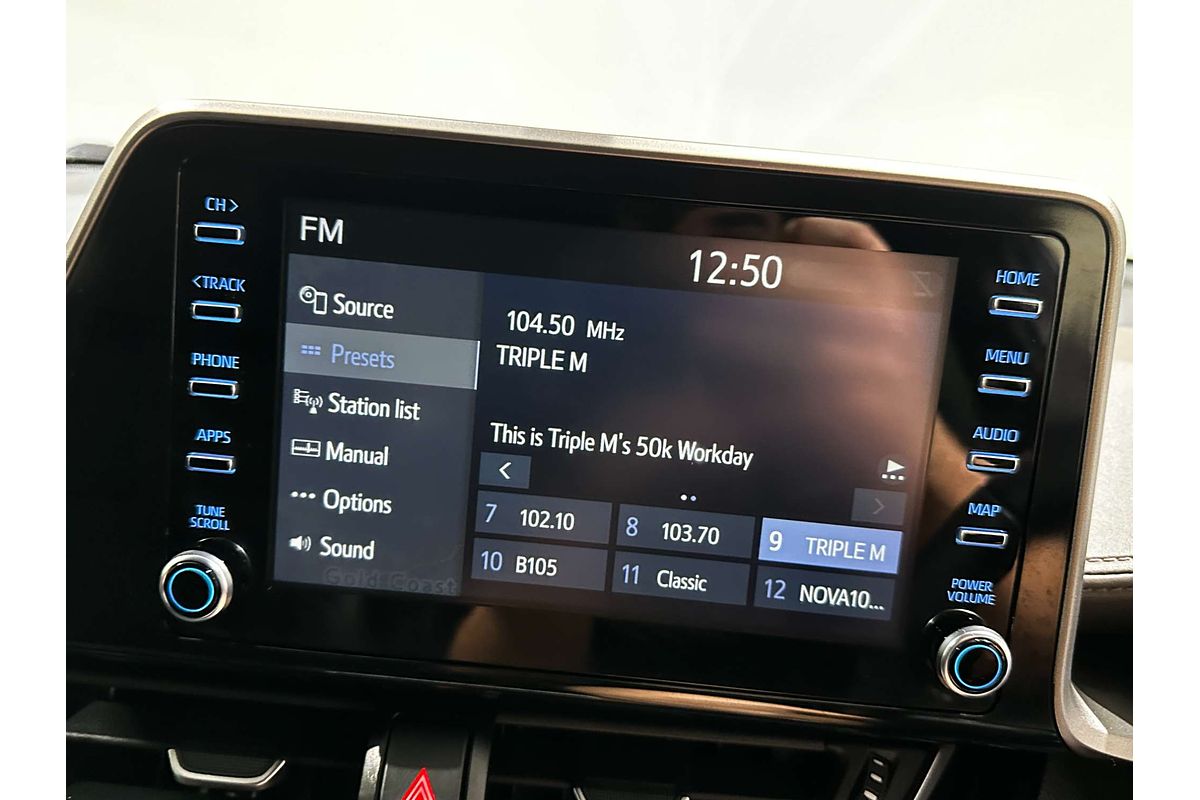 CH >
< TRACK
PHONE
APPS
TUNE
SCROLL
FM
12:50
Source
Presets
Station list
Manual
Options
Sound
104.50 MHz
TRIPLE M
This is Triple M's 50k Workday
<
>
7 102.10
8 103.70
9 TRIPLE M
10 B105
11 Classic
12 NOVA10...
HOME
MENU
AUDIO
MAP
POWER
VOLUME
Gold Coast